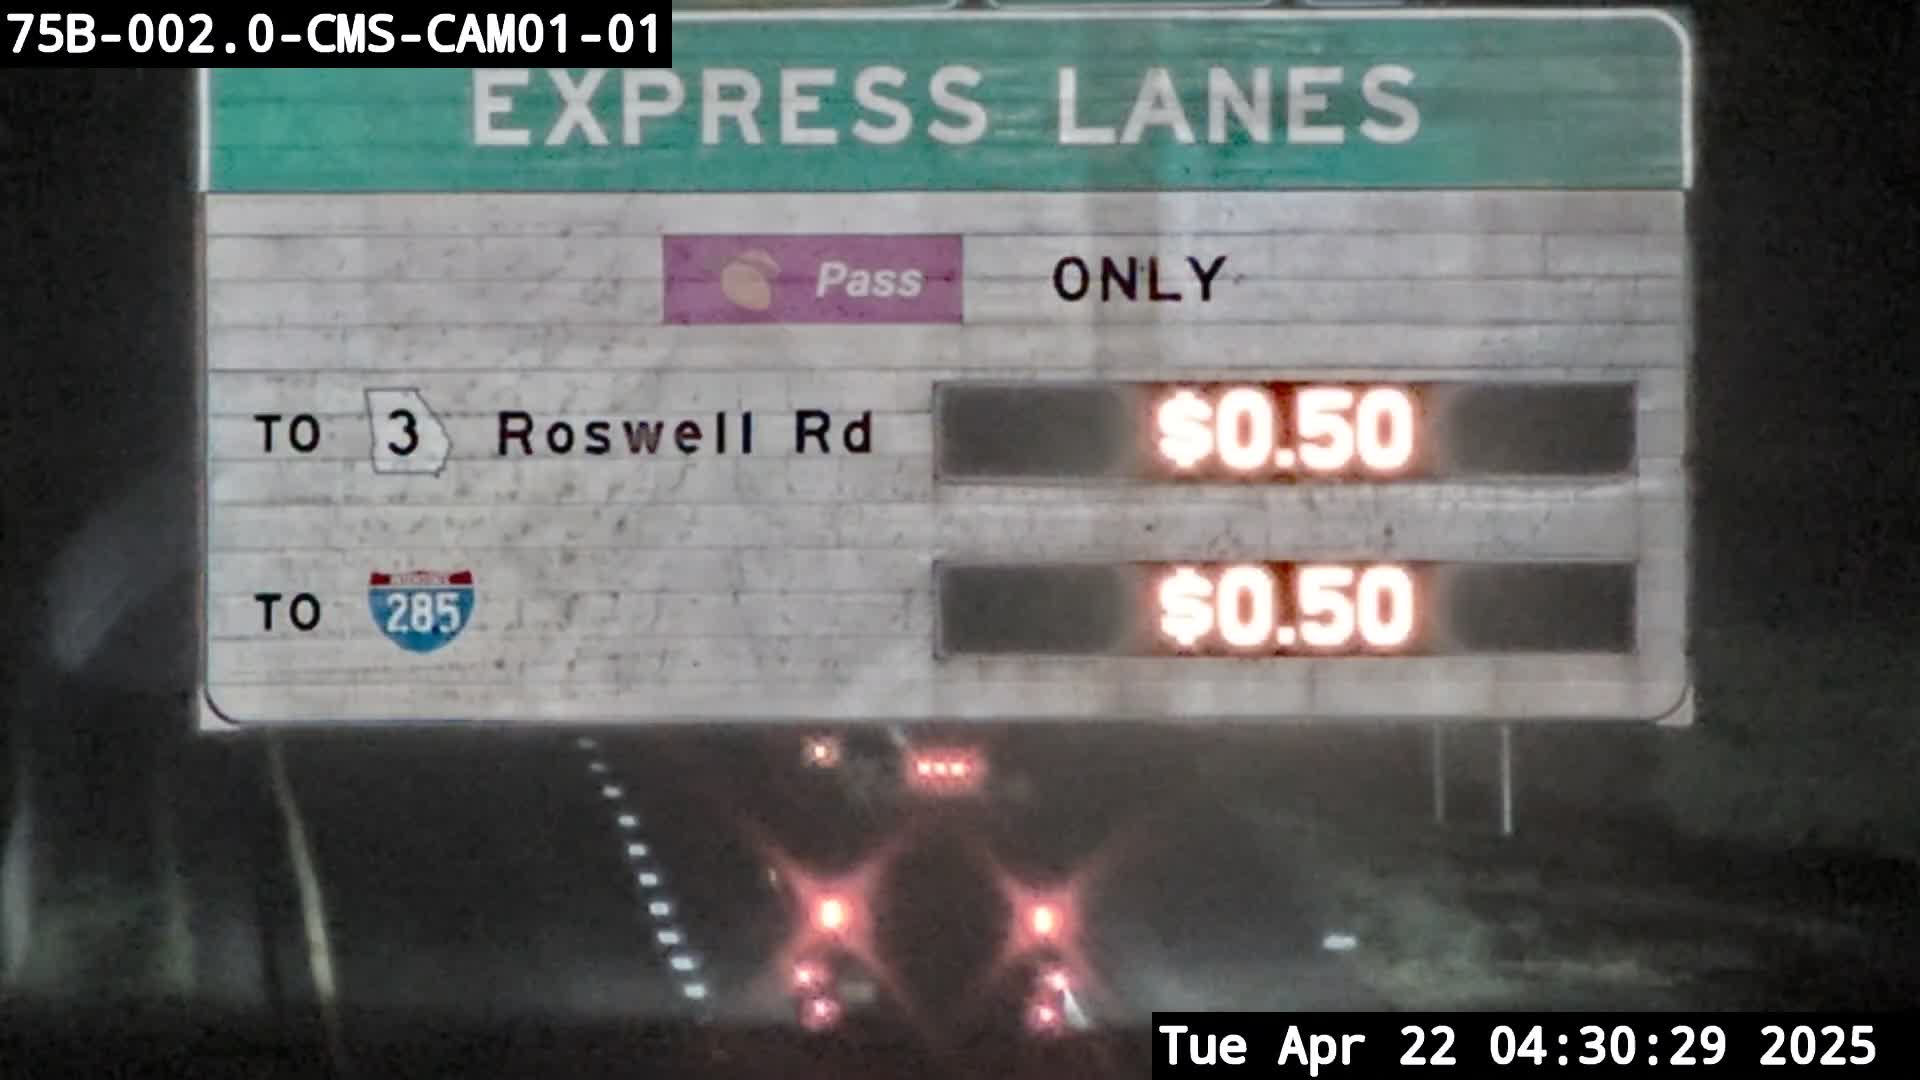 75B-002.0-CMS-CAM01-01
EXPRESS LANES
Pass ONLY
TO 3 Roswell Rd $0.50
TO 285 $0.50
Tue Apr 22 04:30:29 2025